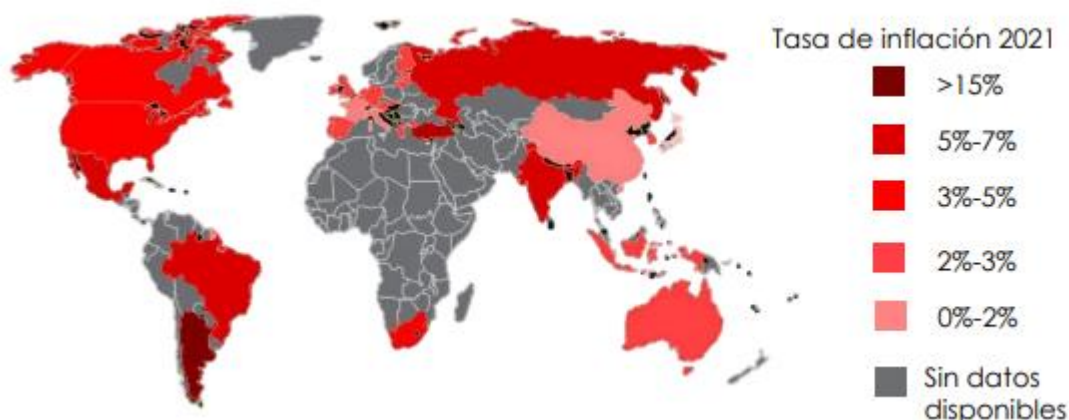 Tasa de inflación 2021
>15%
5%-7%
3%-5%
2%-3%
0%-2%
Sin datos
disponibles